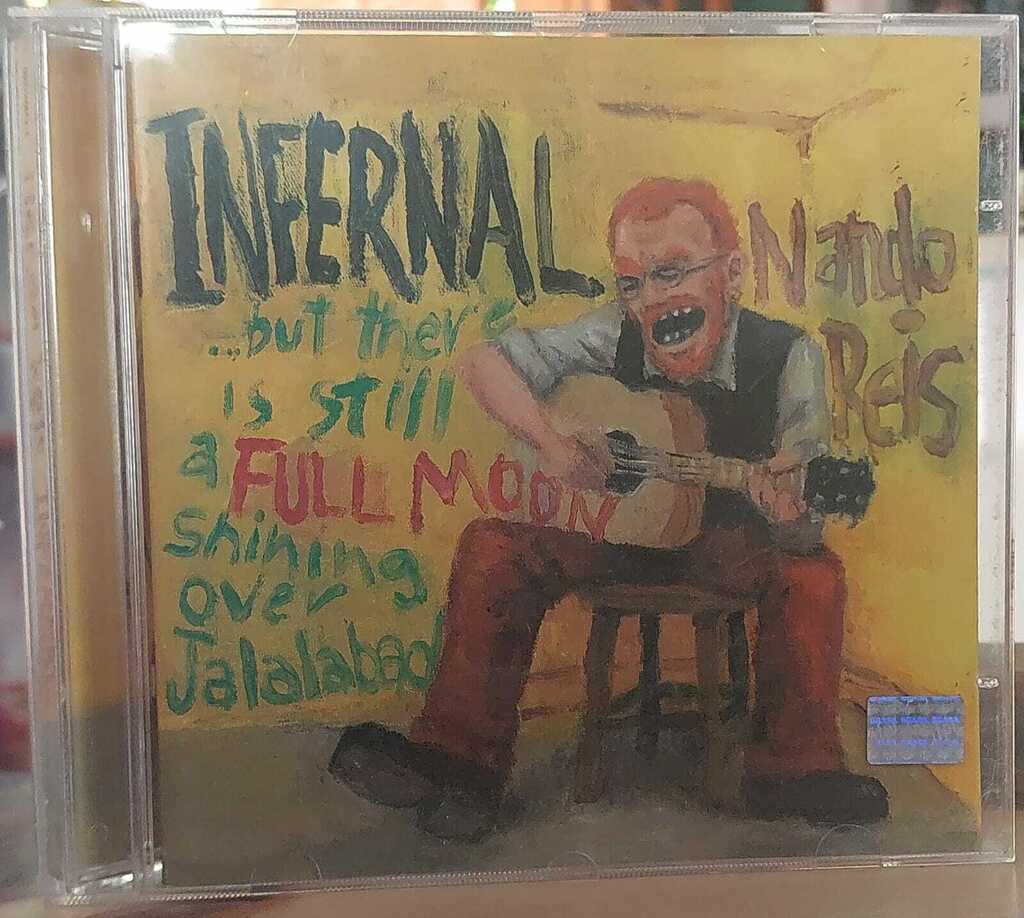 INFERNAL
...but there
is still
a FULL MOON
shining
over
Jalalabad
Nando
Reis